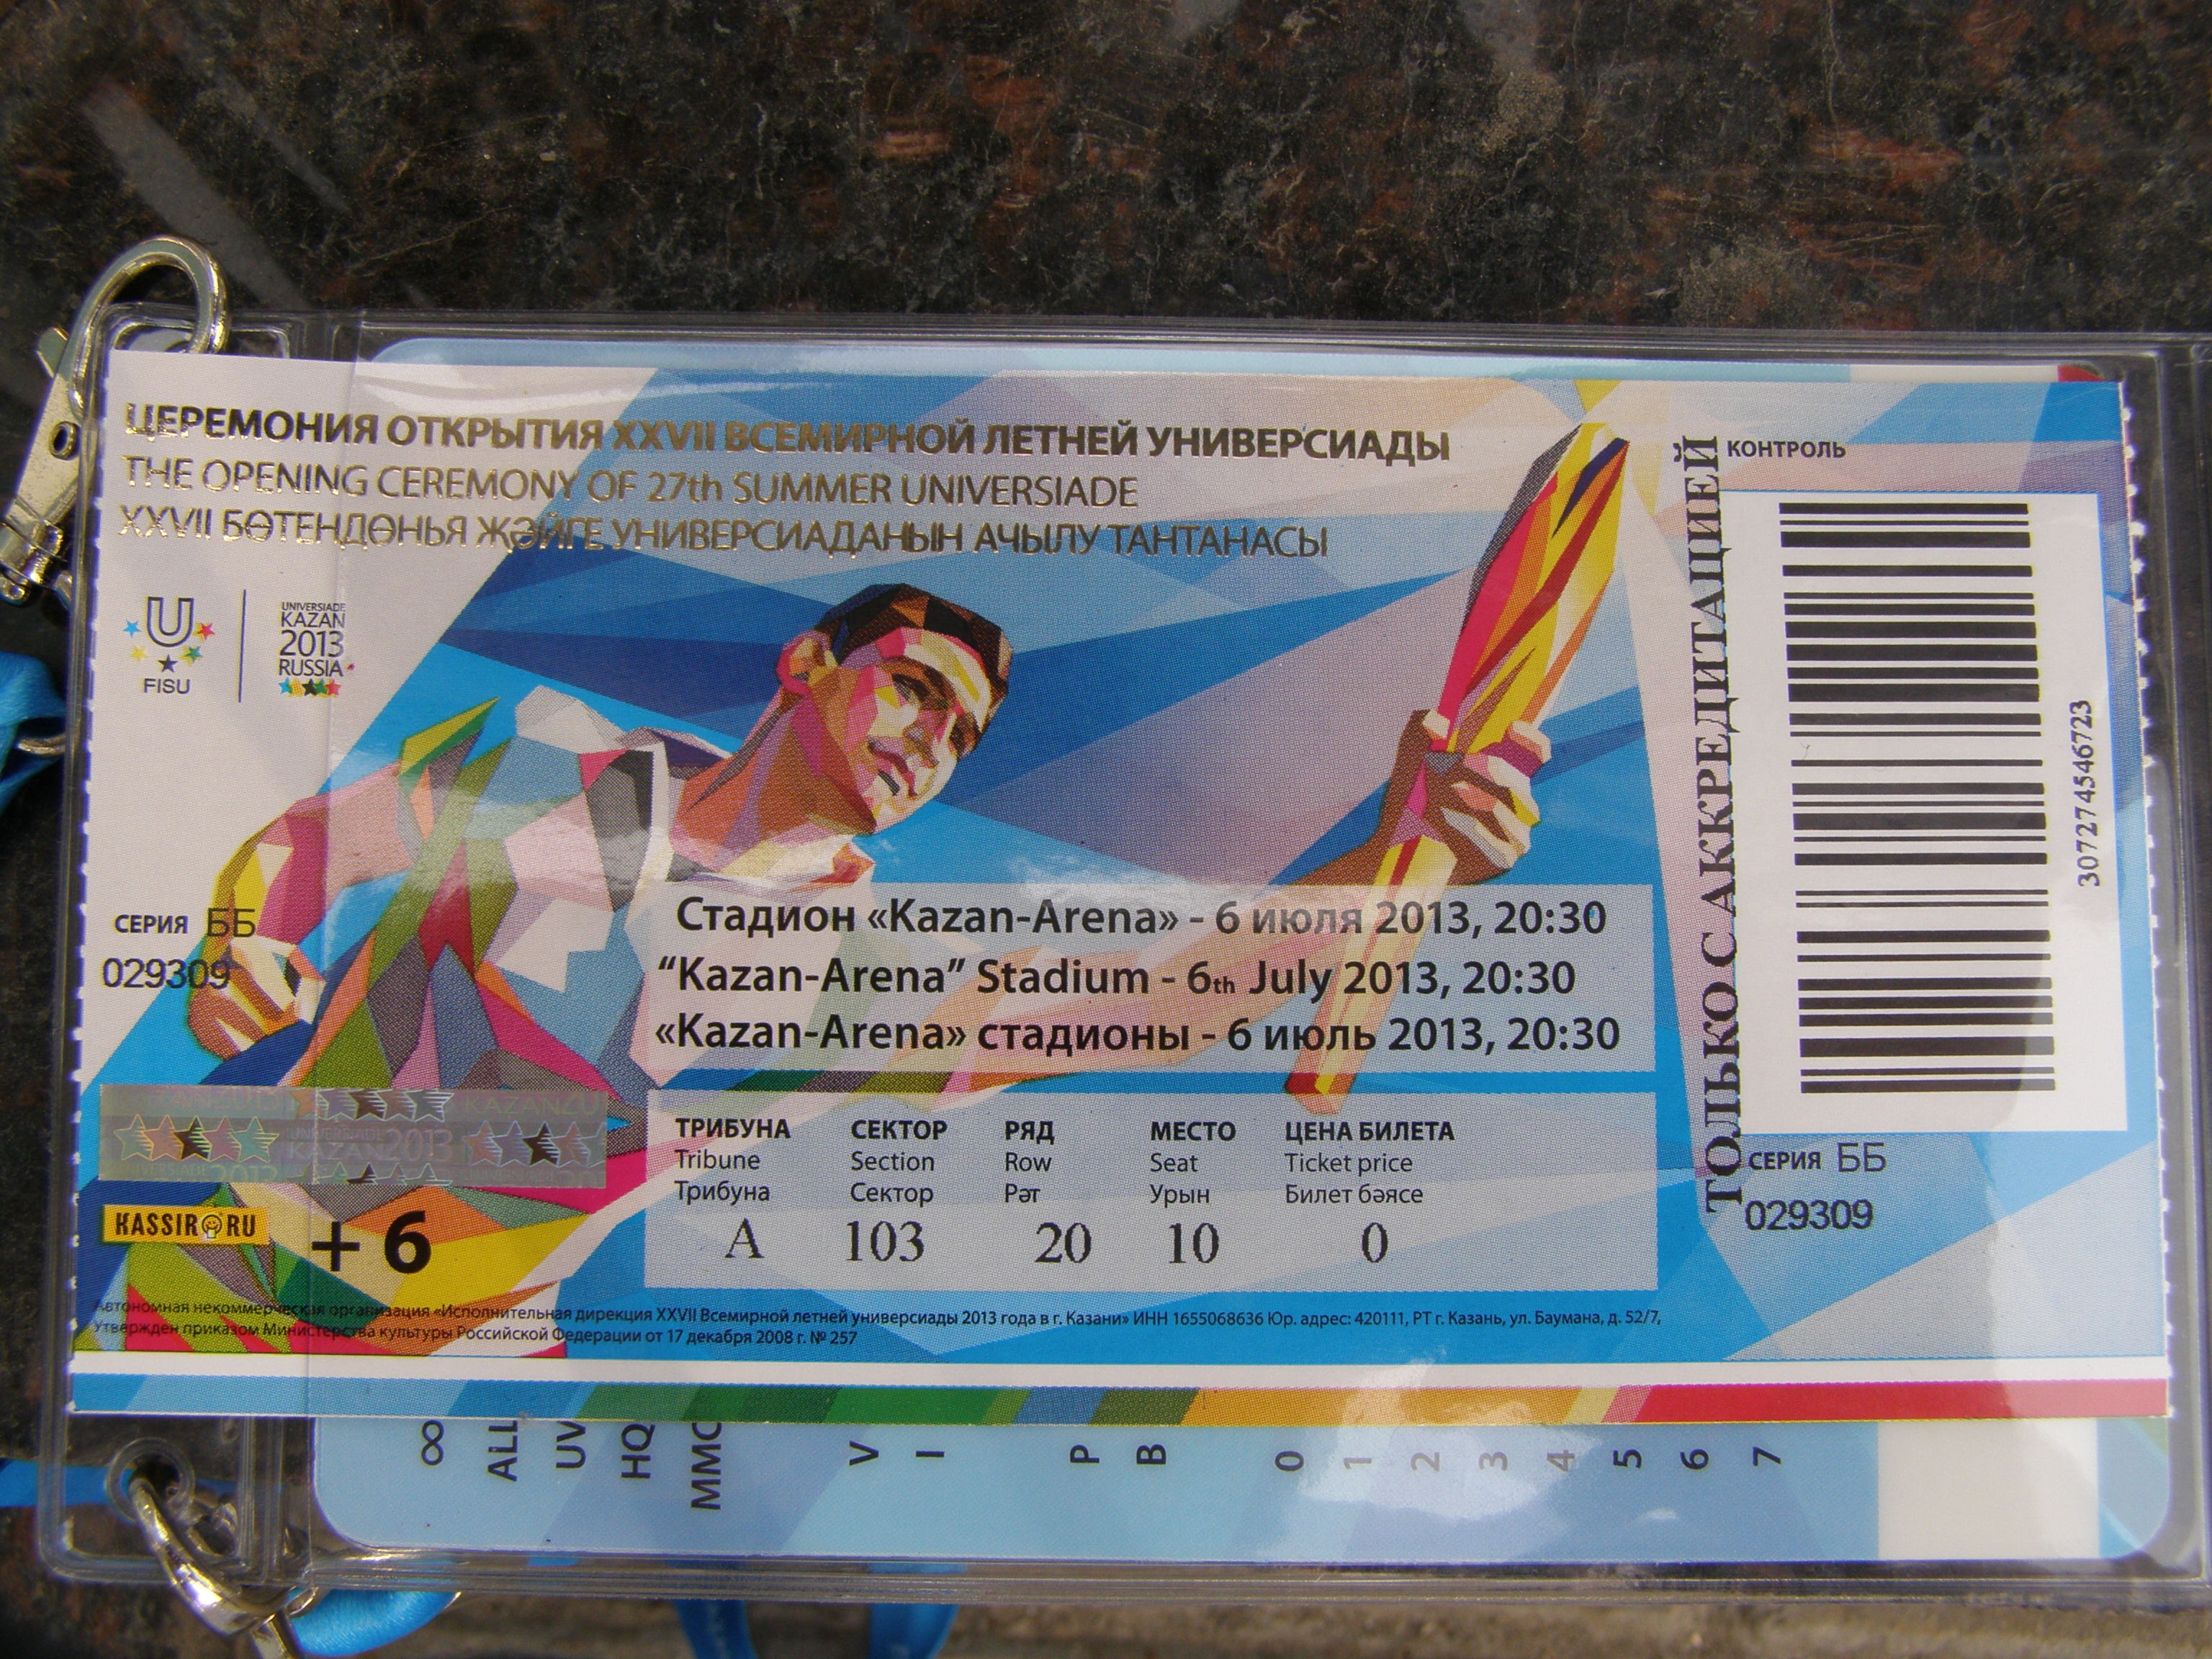 ЦЕРЕМОНИЯ ОТКРЫТИЯ XXVII ВСЕМИРНОЙ ЛЕТНЕЙ УНИВЕРСИАДЫ
THE OPENING CEREMONY OF 27th SUMMER UNIVERSIADE
XXVII БӨТЕНДӨНЬЯ ҖӘЙГЕ УНИВЕРСИАДАНЫН АЧЫЛУ ТАНТАНАСЫ
U
FISU
UNIVERSIADE
KAZAN
2013
RUSSIA
СЕРИЯ ББ
029309
Стадион «Kazan-Arena» - 6 июля 2013, 20:30
“Kazan-Arena” Stadium - 6th July 2013, 20:30
«Kazan-Arena» стадионы - 6 июль 2013, 20:30
UNIVERSIADE
KAZAN2013
KASSIR RU
+ 6
ТРИБУНА СЕКТОР РЯД МЕСТО ЦЕНА БИЛЕТА
Tribune Section Row Seat Ticket price
Трибуна Сектор Рәт Урын Билет бәясе
А 103 20 10 0
Автономная некоммерческая организация «Исполнительная дирекция XXVII Всемирной летней универсиады 2013 года в г. Казани» ИНН 1655068636 Юр. адрес: 420111, РТ г. Казань, ул. Баумана, д. 52/7,
Утвержден приказом Министерства культуры Российской Федерации от 17 декабря 2008 г. № 257
ТОЛЬКО С АККРЕДИТАЦИЕЙ
КОНТРОЛЬ
307274546723
СЕРИЯ ББ
029309
∞ ALL UV HQ MMC V I P B 0 1 2 3 4 5 6 7